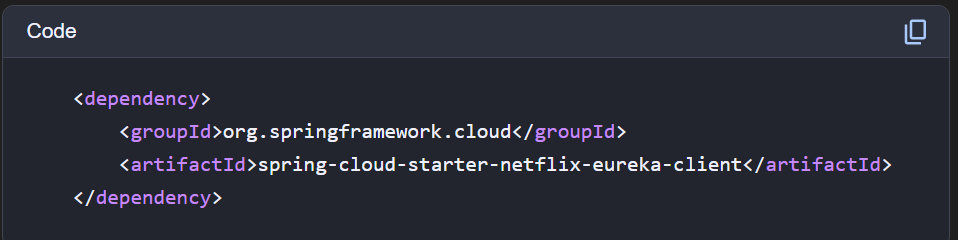 Code
<dependency>
<groupId>org.springframework.cloud</groupId>
<artifactId>spring-cloud-starter-netflix-eureka-client</artifactId>
</dependency>